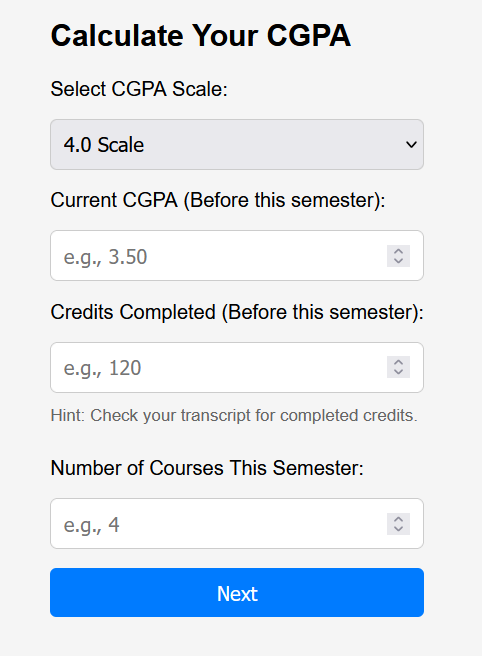 Calculate Your CGPA
Select CGPA Scale:
4.0 Scale
Current CGPA (Before this semester):
e.g., 3.50
Credits Completed (Before this semester):
e.g., 120
Hint: Check your transcript for completed credits.
Number of Courses This Semester:
e.g., 4
Next